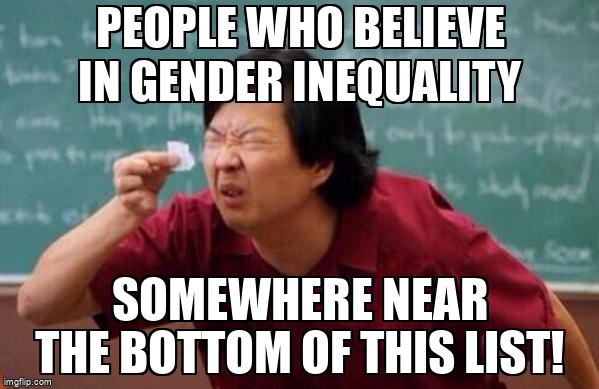 PEOPLE WHO BELIEVE
IN GENDER INEQUALITY
SOMEWHERE NEAR
THE BOTTOM OF THIS LIST!
imgflip.com